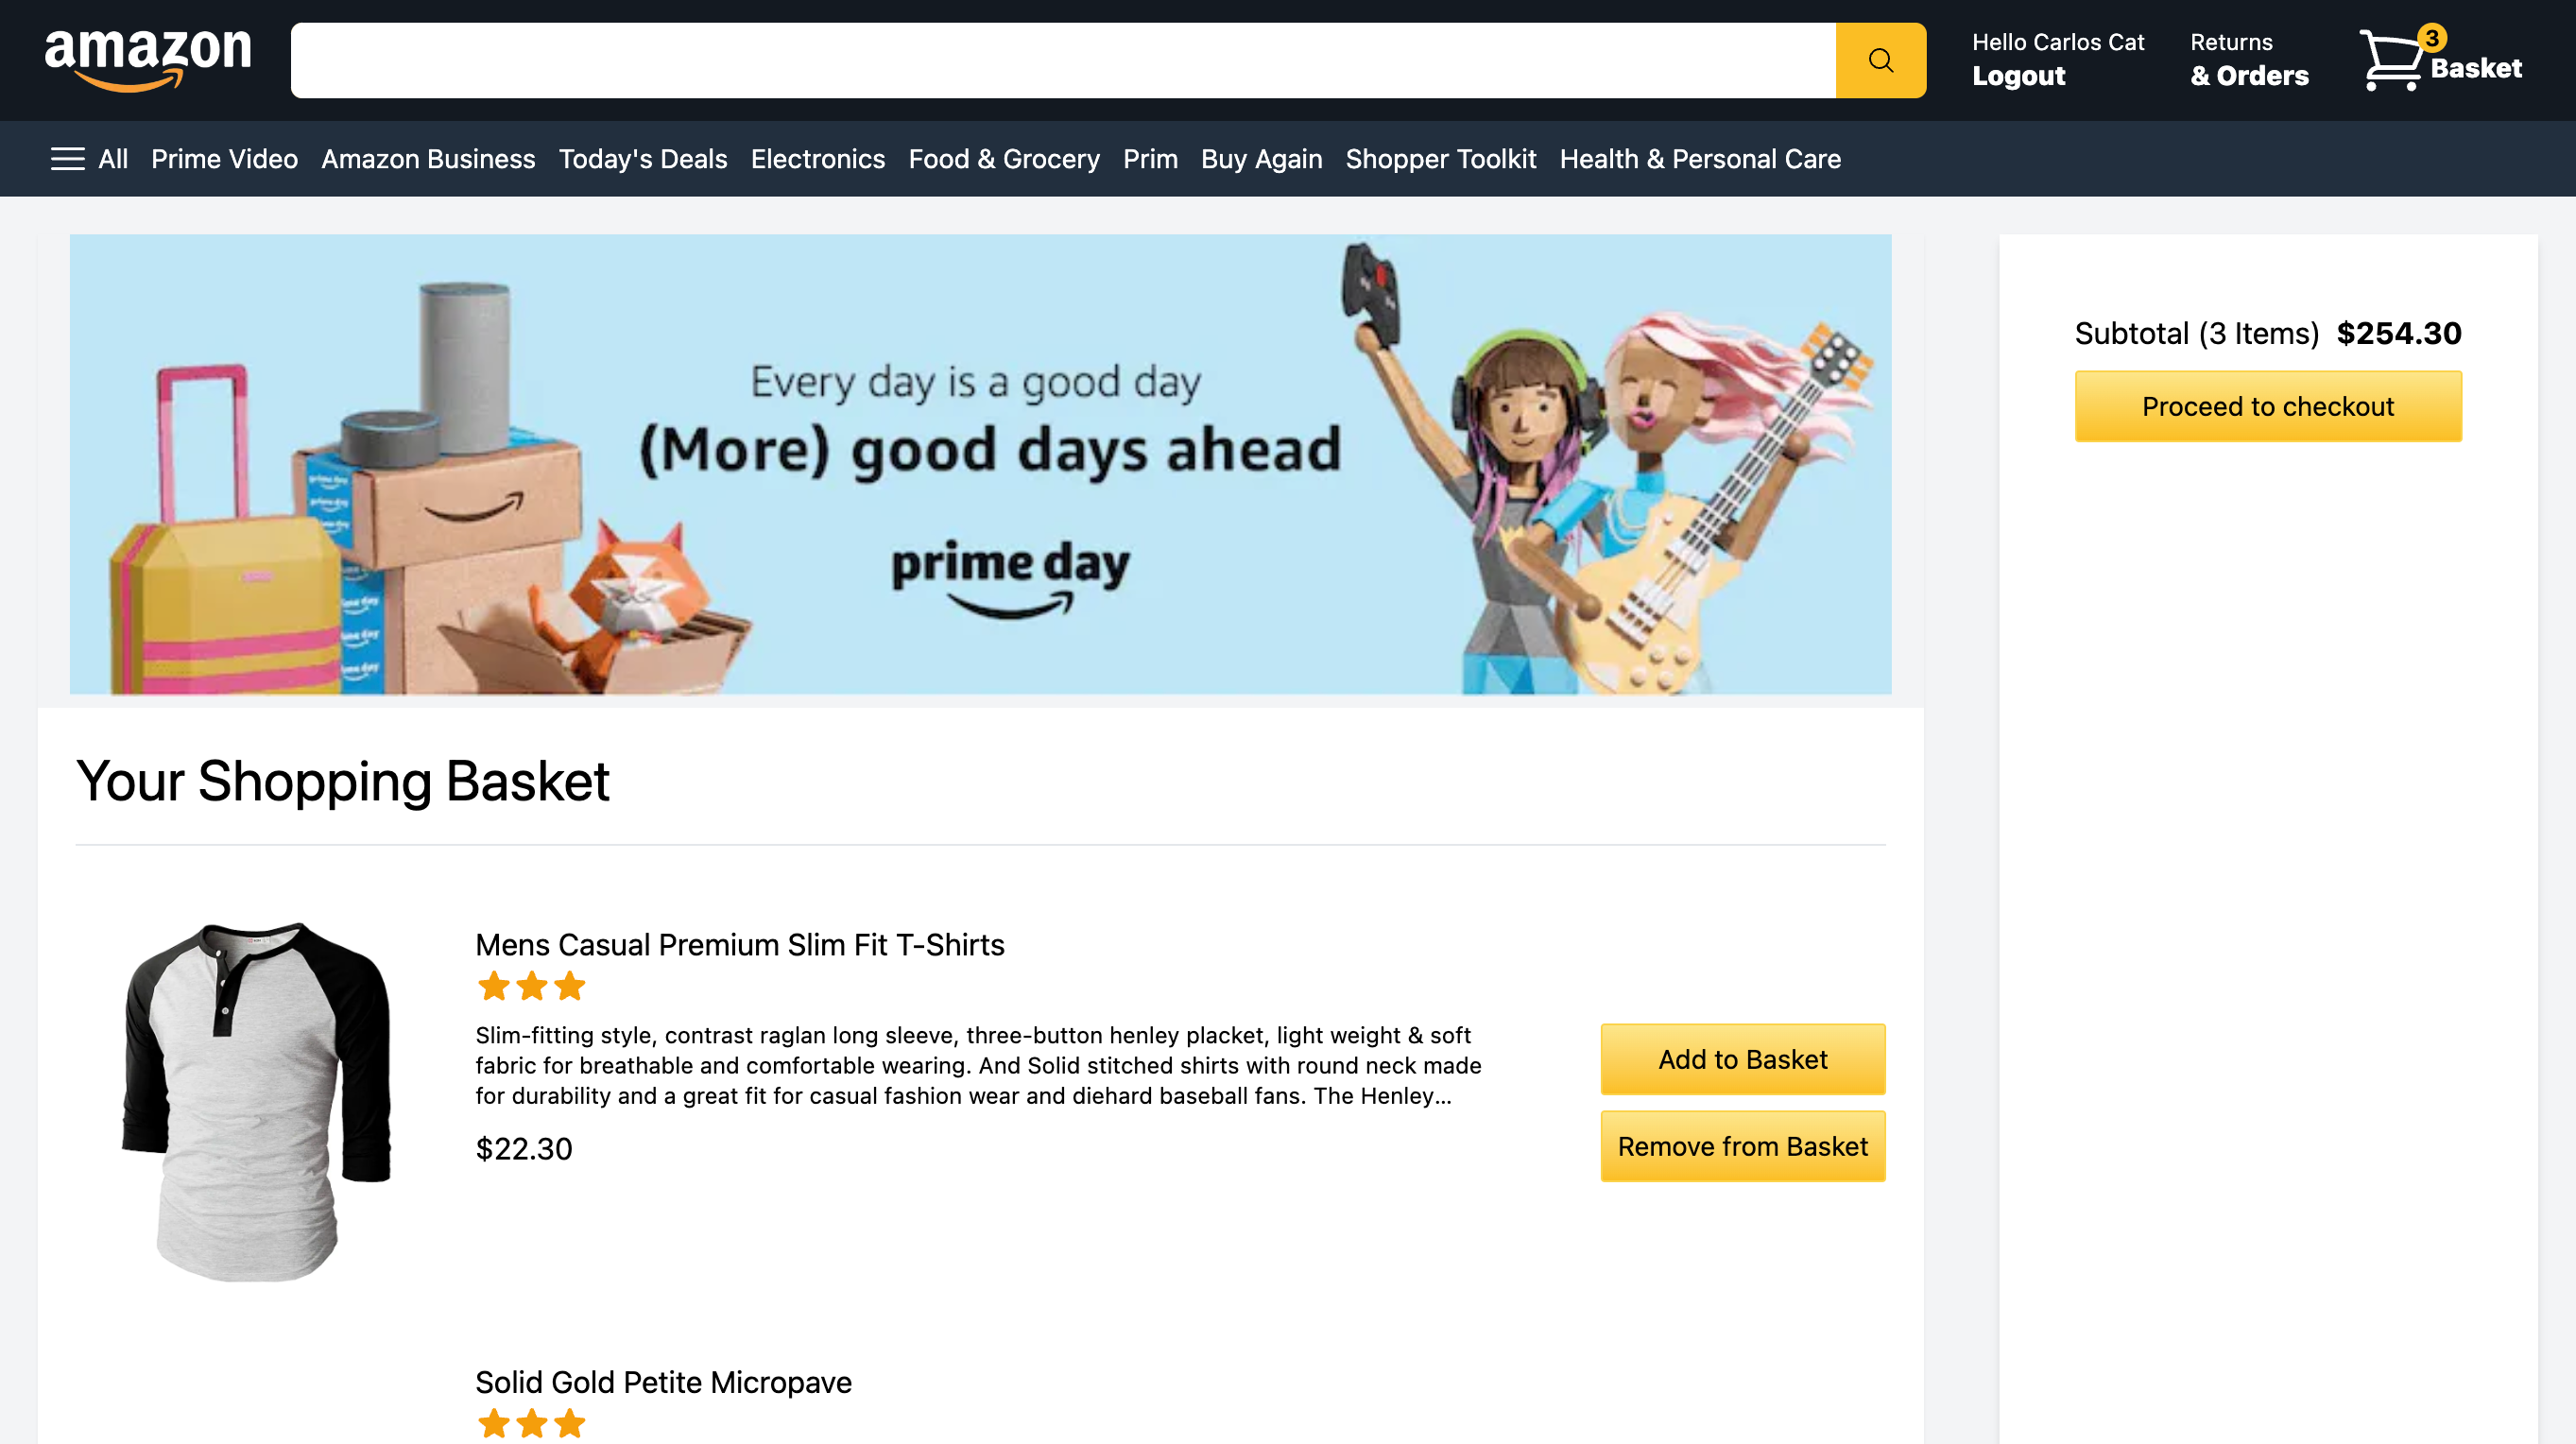 amazon
Hello Carlos Cat
Logout
Returns
& Orders
3
Basket
All Prime Video Amazon Business Today's Deals Electronics Food & Grocery Prim Buy Again Shopper Toolkit Health & Personal Care
Every day is a good day
(More) good days ahead
prime day
Subtotal (3 Items) $254.30
Proceed to checkout
Your Shopping Basket
Mens Casual Premium Slim Fit T-Shirts
Slim-fitting style, contrast raglan long sleeve, three-button henley placket, light weight & soft
fabric for breathable and comfortable wearing. And Solid stitched shirts with round neck made
for durability and a great fit for casual fashion wear and diehard baseball fans. The Henley...
$22.30
Add to Basket
Remove from Basket
Solid Gold Petite Micropave